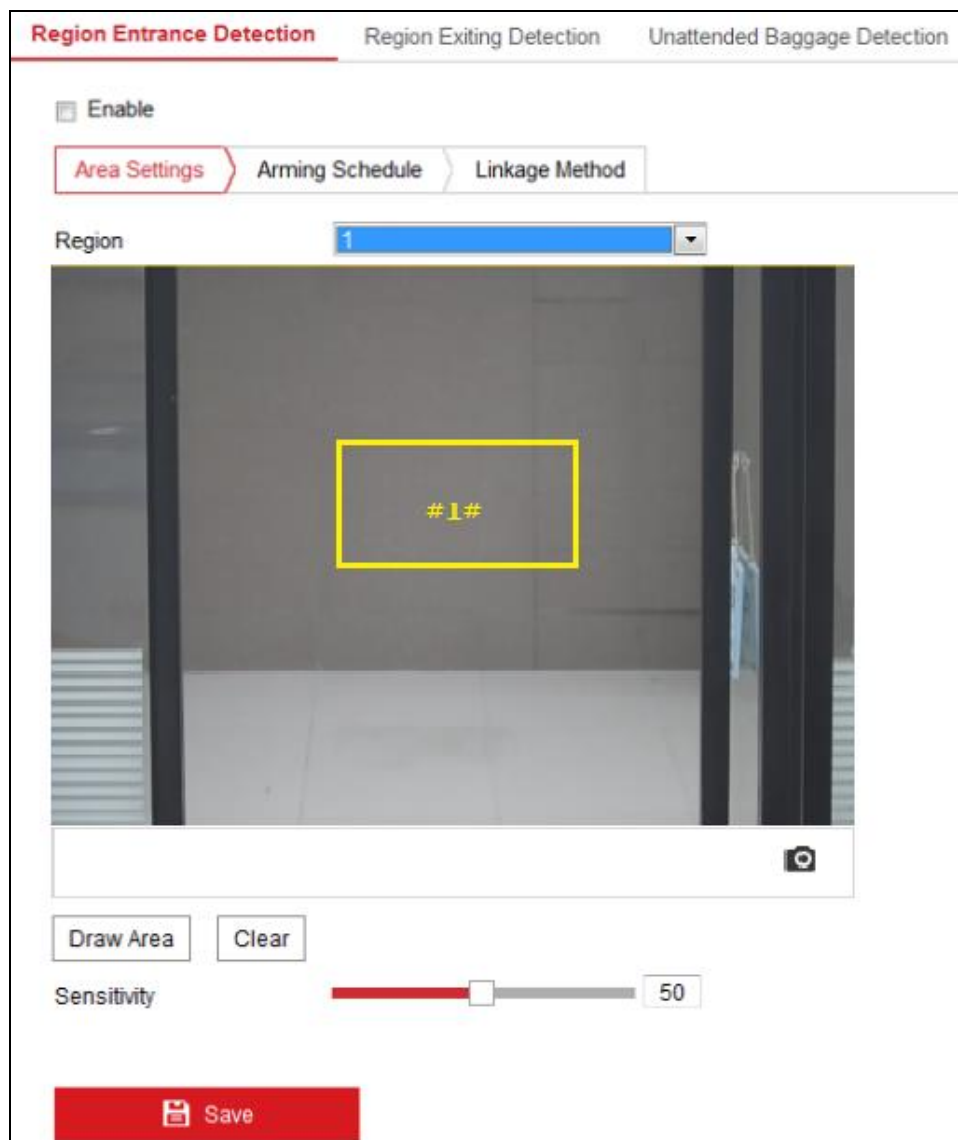 Region Entrance Detection Region Exiting Detection Unattended Baggage Detection
Enable
Area Settings Arming Schedule Linkage Method
Region 1
#1#
Draw Area Clear
Sensitivity 50
Save